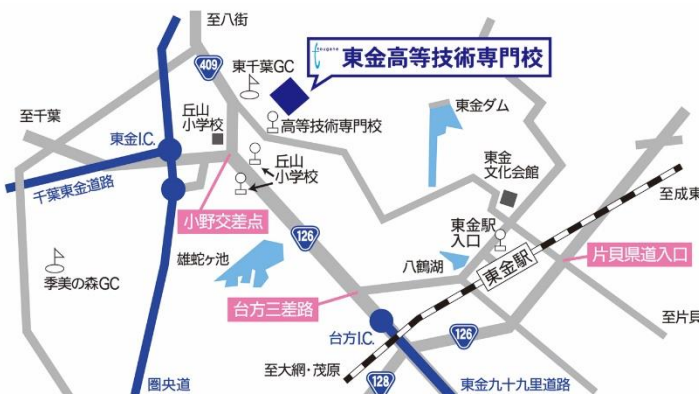 至八街
409
東千葉GC
tougane
東金高等技術専門校
至千葉
東金I.C.
丘山
小学校
高等技術専門校
東金ダム
丘山
小学校
東金
文化会館
千葉東金道路
至成東
小野交差点
126
東金駅
入口
雄蛇ヶ池
八鶴湖
東金駅
片貝県道入口
季美の森GC
台方三差路
台方I.C.
126
至片貝
至大網・茂原
128
圏央道
東金九十九里道路